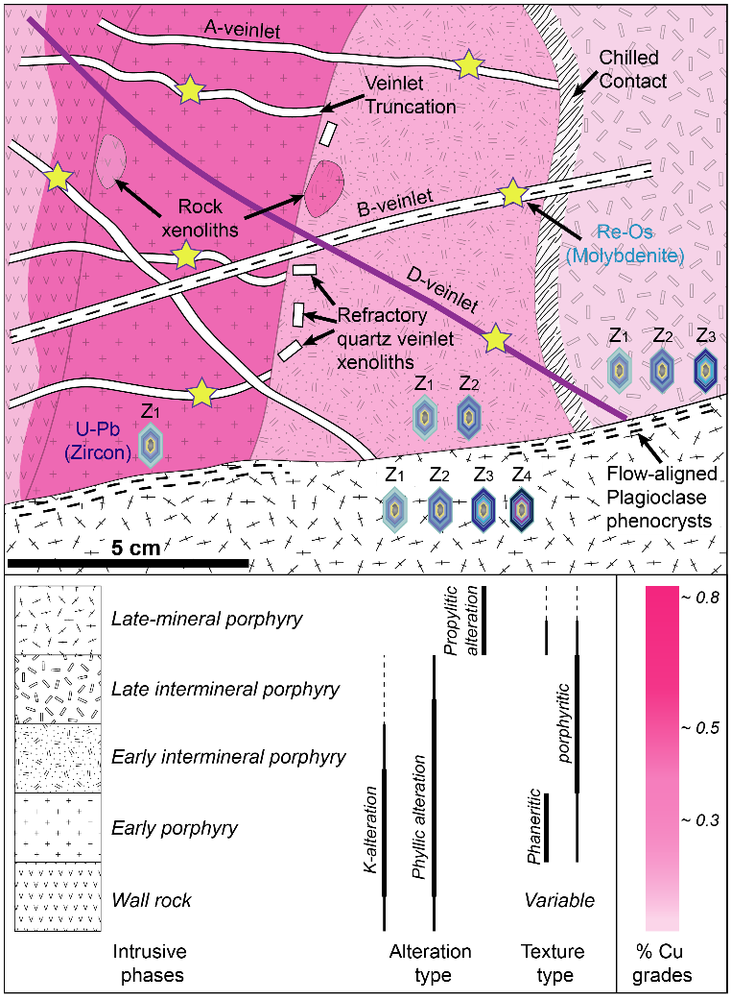 A-veinlet
Veinlet
Truncation
Chilled
Contact
Rock
xenoliths
B-veinlet
Re-Os
(Molybdenite)
D-veinlet
Refractory
quartz veinlet
xenoliths
Z1 Z2 Z3
Z1 Z2
Z1
U-Pb
(Zircon)
Z1 Z2 Z3 Z4
Flow-aligned
Plagioclase
phenocrysts
5 cm
Late-mineral porphyry
Late intermineral porphyry
Early intermineral porphyry
Early porphyry
Wall rock
K-alteration
Phyllic alteration
Propylitic
alteration
Phaneritic
porphyritic
Variable
~ 0.8
~ 0.5
~ 0.3
Intrusive
phases
Alteration
type
Texture
type
% Cu
grades